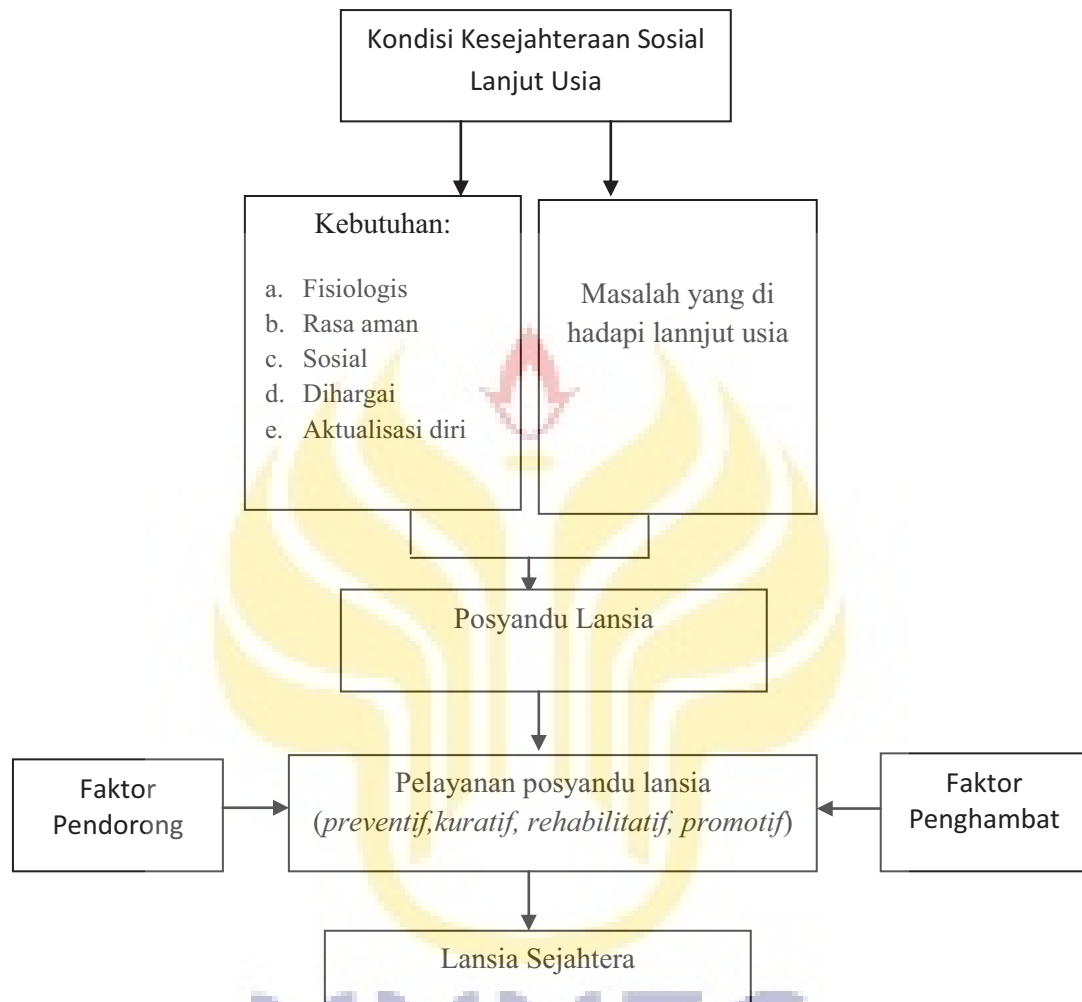 Kondisi Kesejahteraan Sosial
Lanjut Usia
Kebutuhan:
a. Fisiologis
b. Rasa aman
c. Sosial
d. Dihargai
e. Aktualisasi diri
Masalah yang di
hadapi lannjut usia
Posyandu Lansia
Faktor
Pendorong
Pelayanan posyandu lansia
(preventif,kuratif, rehabilitatif, promotif)
Faktor
Penghambat
Lansia Sejahtera